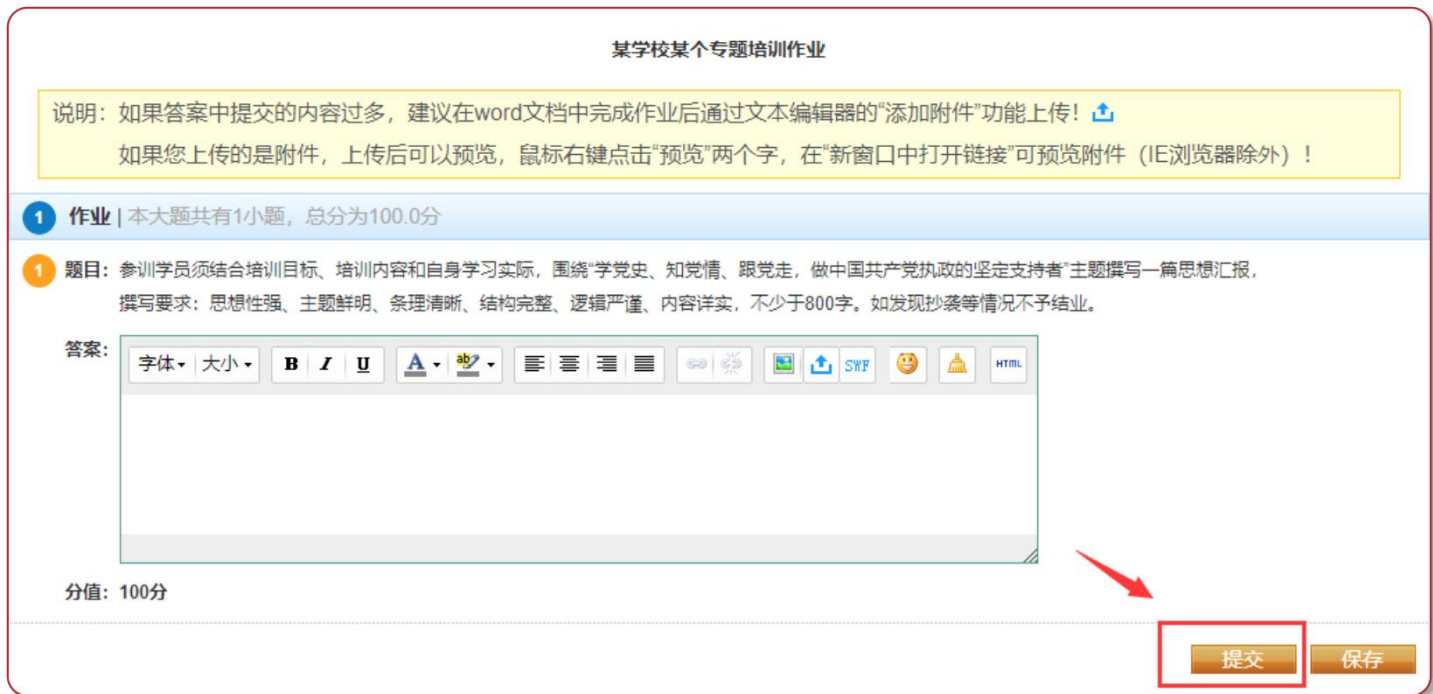 某学校某个专题培训作业
说明：如果答案中提交的内容过多，建议在word文档中完成作业后通过文本编辑器的“添加附件”功能上传！
如果您上传的是附件，上传后可以预览，鼠标右键点击“预览”两个字，在“新窗口中打开链接”可预览附件（IE浏览器除外）！
1 作业 | 本大题共有1小题，总分为100.0分
1 题目：参训学员须结合培训目标、培训内容和自身学习实际，围绕“学党史、知党情、跟党走，做中国共产党执政的坚定支持者”主题撰写一篇思想汇报，
撰写要求：思想性强、主题鲜明、条理清晰、结构完整、逻辑严谨、内容详实，不少于800字。如发现抄袭等情况不予结业。
答案：
字体 大小 B I U A ab SWF HTML
分值：100分
提交 保存